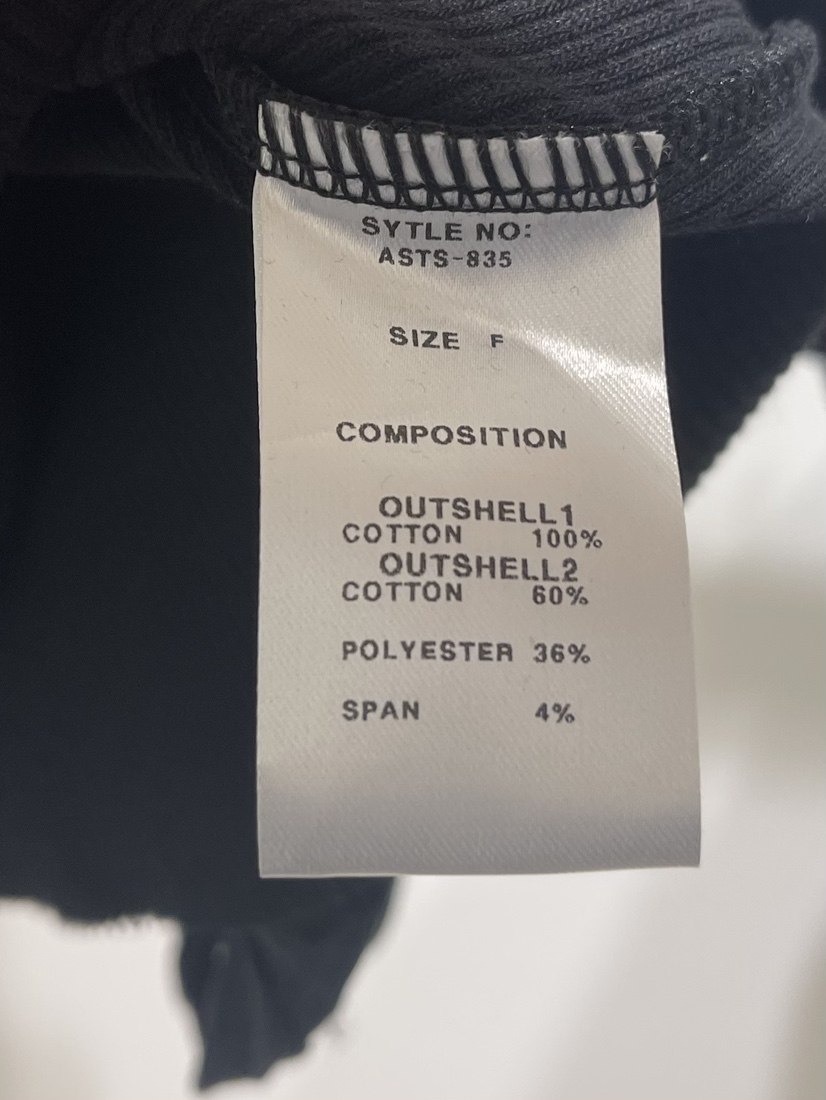 SYTLE NO:
ASTS-835
SIZE F
COMPOSITION
OUTSHELL1
COTTON 100%
OUTSHELL2
COTTON 60%
POLYESTER 36%
SPAN 4%